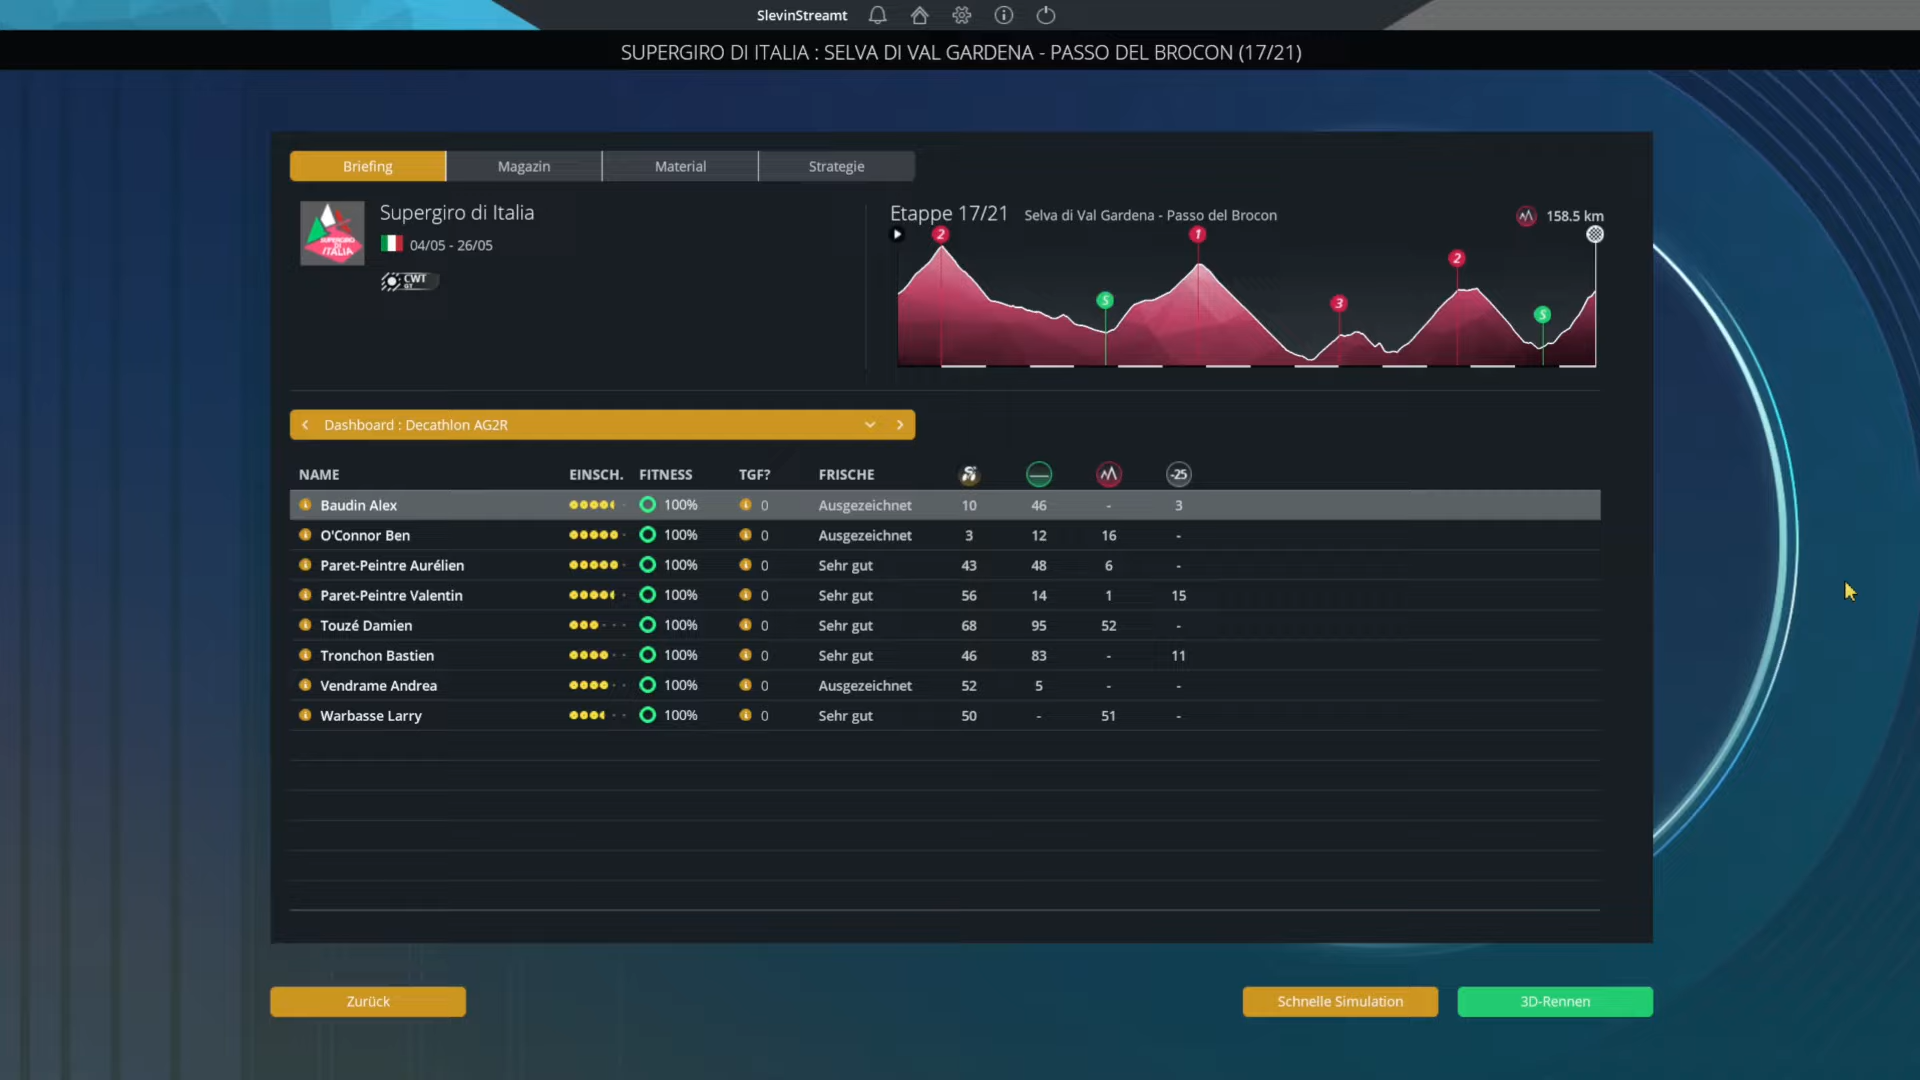 SlevinStreamt
SUPERGIRO DI ITALIA : SELVA DI VAL GARDENA - PASSO DEL BROCON (17/21)
Briefing Magazin Material Strategie
SUPERGIRO DI ITALIA
Supergiro di Italia
04/05 - 26/05
CWT GT
Etappe 17/21 Selva di Val Gardena - Passo del Brocon 158.5 km
2 S 1 3 2 S
Dashboard : Decathlon AG2R
NAME EINSCH. FITNESS TGF? FRISCHE -25
Baudin Alex 100% 0 Ausgezeichnet 10 46 - 3
O'Connor Ben 100% 0 Ausgezeichnet 3 12 16 -
Paret-Peintre Aurélien 100% 0 Sehr gut 43 48 6 -
Paret-Peintre Valentin 100% 0 Sehr gut 56 14 1 15
Touzé Damien 100% 0 Sehr gut 68 95 52 -
Tronchon Bastien 100% 0 Sehr gut 46 83 - 11
Vendrame Andrea 100% 0 Ausgezeichnet 52 5 - -
Warbasse Larry 100% 0 Sehr gut 50 - 51 -
Zurück Schnelle Simulation 3D-Rennen